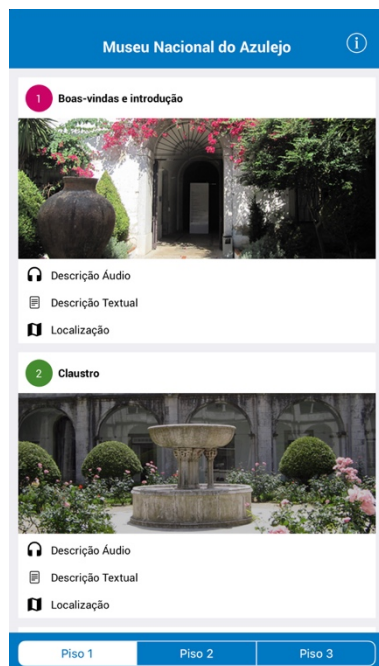 Museu Nacional do Azulejo
1 Boas-vindas e introdução
Descrição Áudio
Descrição Textual
Localização
2 Claustro
Descrição Áudio
Descrição Textual
Localização
Piso 1 Piso 2 Piso 3